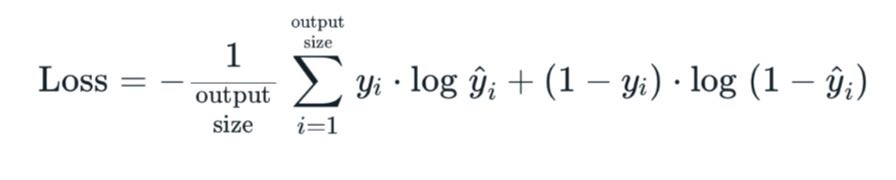 Loss = − 1/output size ∑_{i=1}^{output size} y_i · log ŷ_i + (1 − y_i) · log (1 − ŷ_i)